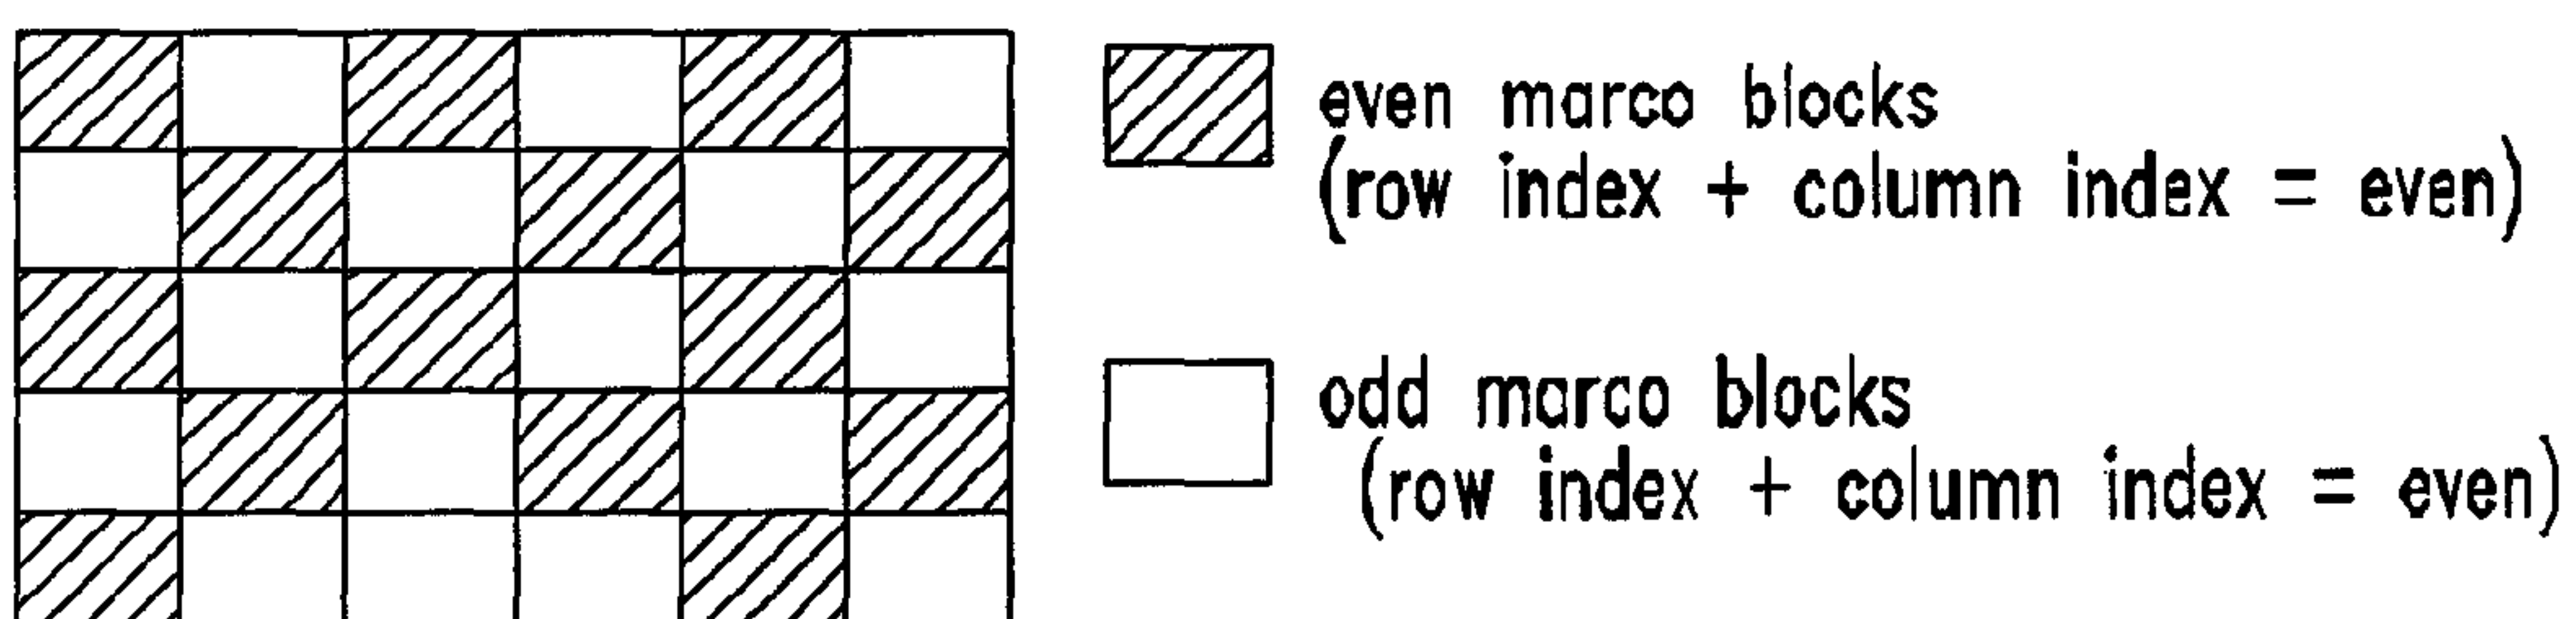 even marco blocks
(row index + column index = even)
odd marco blocks
(row index + column index = even)